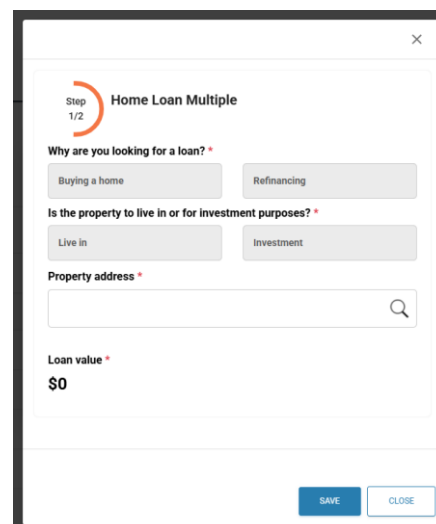 Step
1/2
Home Loan Multiple
Why are you looking for a loan? *
Buying a home
Refinancing
Is the property to live in or for investment purposes? *
Live in
Investment
Property address *
Loan value *
$0
SAVE
CLOSE